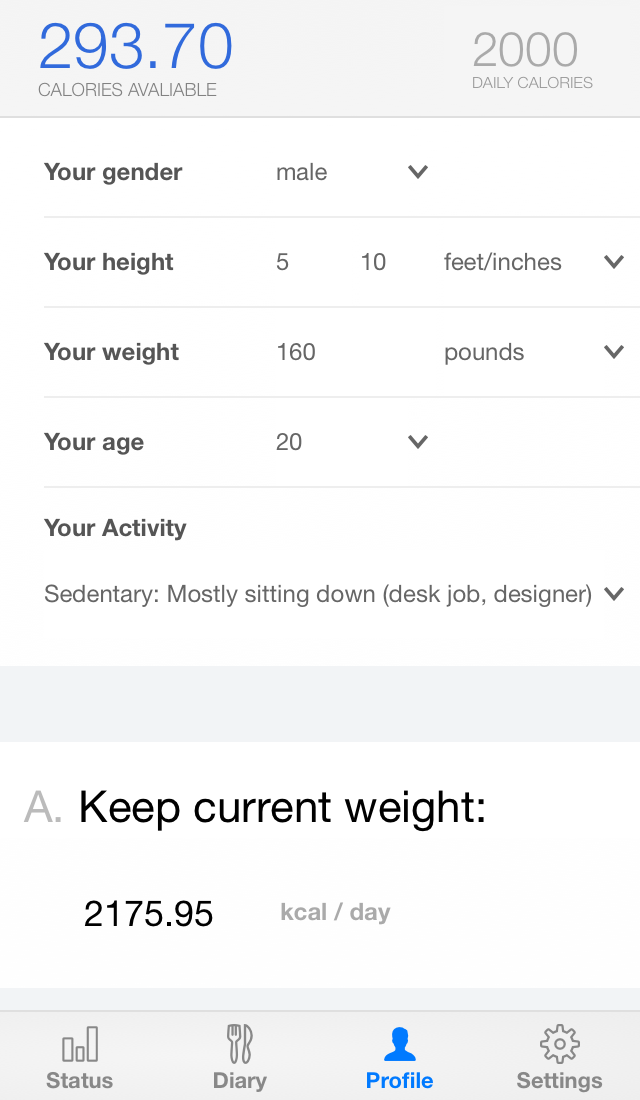 293.70 2000
CALORIES AVALIABLE DAILY CALORIES
Your gender male
Your height 5 10 feet/inches
Your weight 160 pounds
Your age 20
Your Activity
Sedentary: Mostly sitting down (desk job, designer)
A. Keep current weight:
2175.95 kcal / day
Status Diary Profile Settings